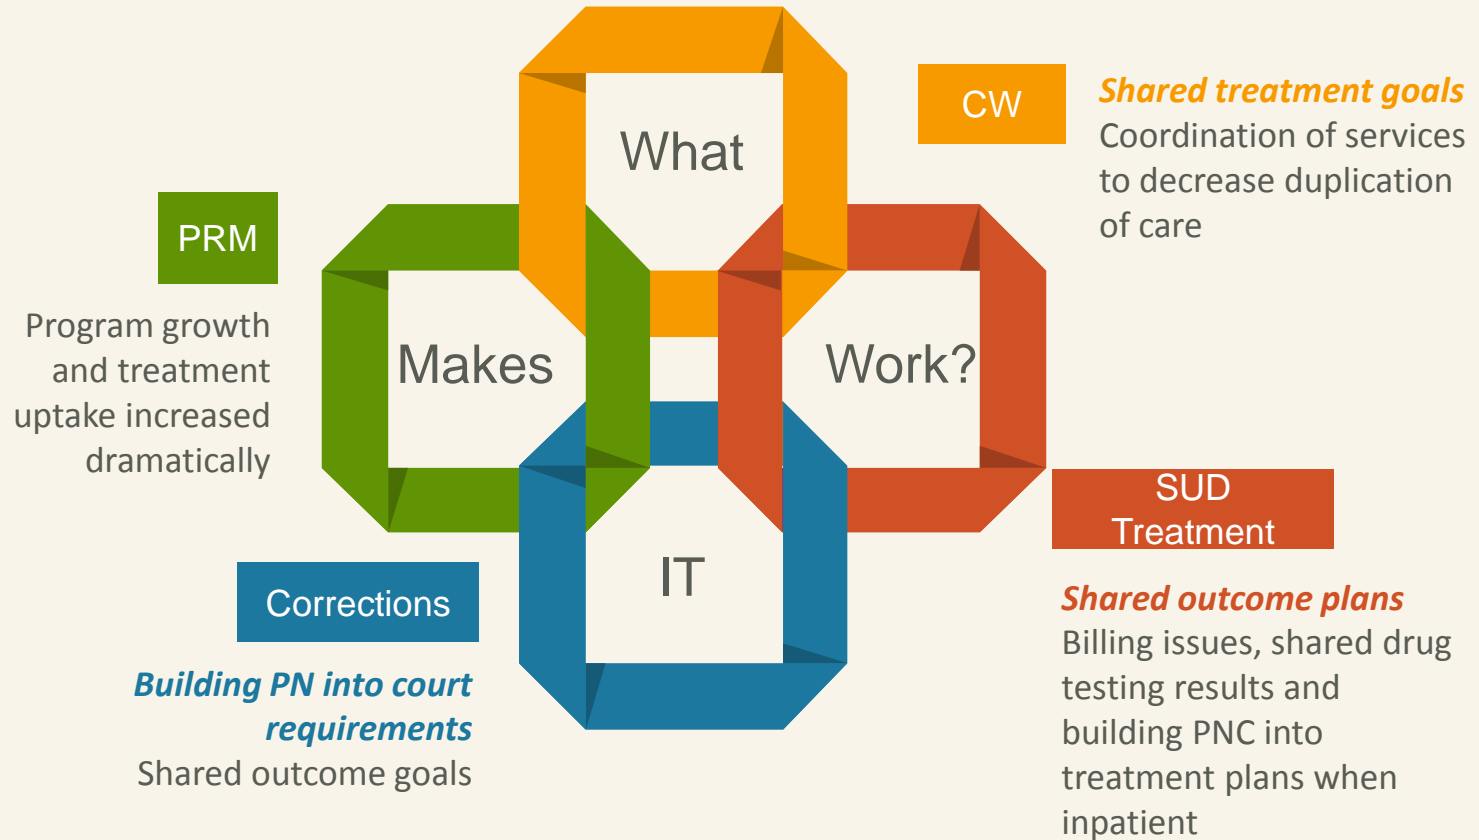 What
Makes
Work?
IT
CW
Shared treatment goals
Coordination of services
to decrease duplication
of care
PRM
Program growth
and treatment
uptake increased
dramatically
SUD
Treatment
Shared outcome plans
Billing issues, shared drug
testing results and
building PNC into
treatment plans when
inpatient
Corrections
Building PN into court
requirements
Shared outcome goals